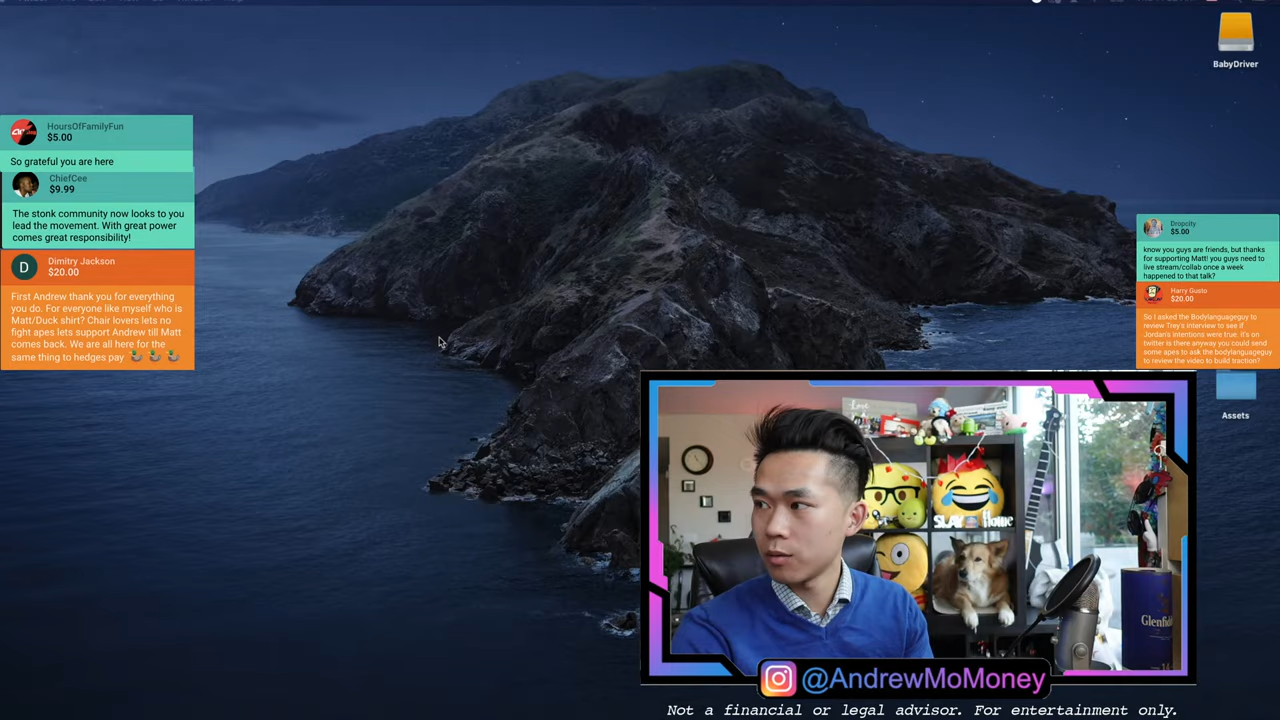 BabyDriver
HoursOfFamilyFun
$5.00
So grateful you are here
ChiefCee
$9.99
The stonk community now looks to you
lead the movement. With great power
comes great responsibility!
D
Dimitry Jackson
$20.00
First Andrew thank you for everything
you do. For everyone like myself who is
Matt/Duck shirt? Chair lovers lets no
fight apes lets support Andrew till Matt
comes back. We are all here for the
same thing to hedges pay
Dropcity
$5.00
know you guys are friends, but thanks
for supporting Matt! you guys need to
live stream/collab once a week
happened to that talk?
Harry Gusto
$20.00
So I asked the Bodylanguageguy to
review Trey's interview to see if
Jordan's intentions were true. it's on
twitter is there anyway you could send
some apes to ask the bodylanguageguy
to review the video to build traction?
Assets
Love
SLAY
Home
Glenfid
@AndrewMoMoney
Not a financial or legal advisor. For entertainment only.